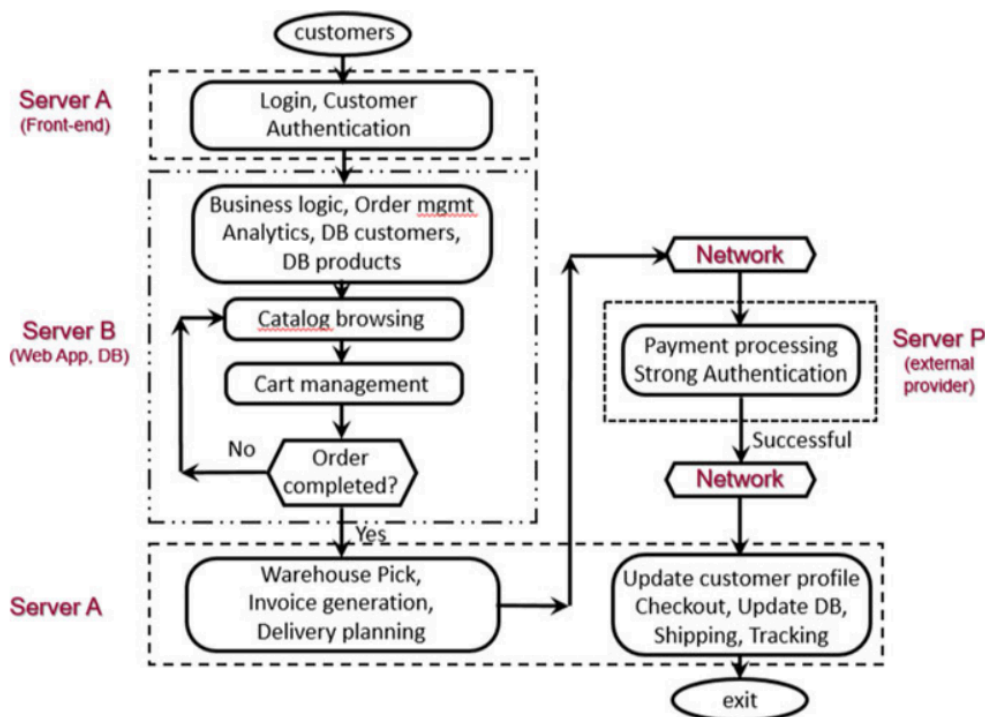 customers
Server A
(Front-end)
Login, Customer
Authentication
Business logic, Order mgmt
Analytics, DB customers,
DB products
Server B
(Web App, DB)
Catalog browsing
Cart management
No
Order
completed?
Yes
Server A
Warehouse Pick,
Invoice generation,
Delivery planning
Network
Payment processing
Strong Authentication
Server P
(external
provider)
Successful
Network
Update customer profile
Checkout, Update DB,
Shipping, Tracking
exit